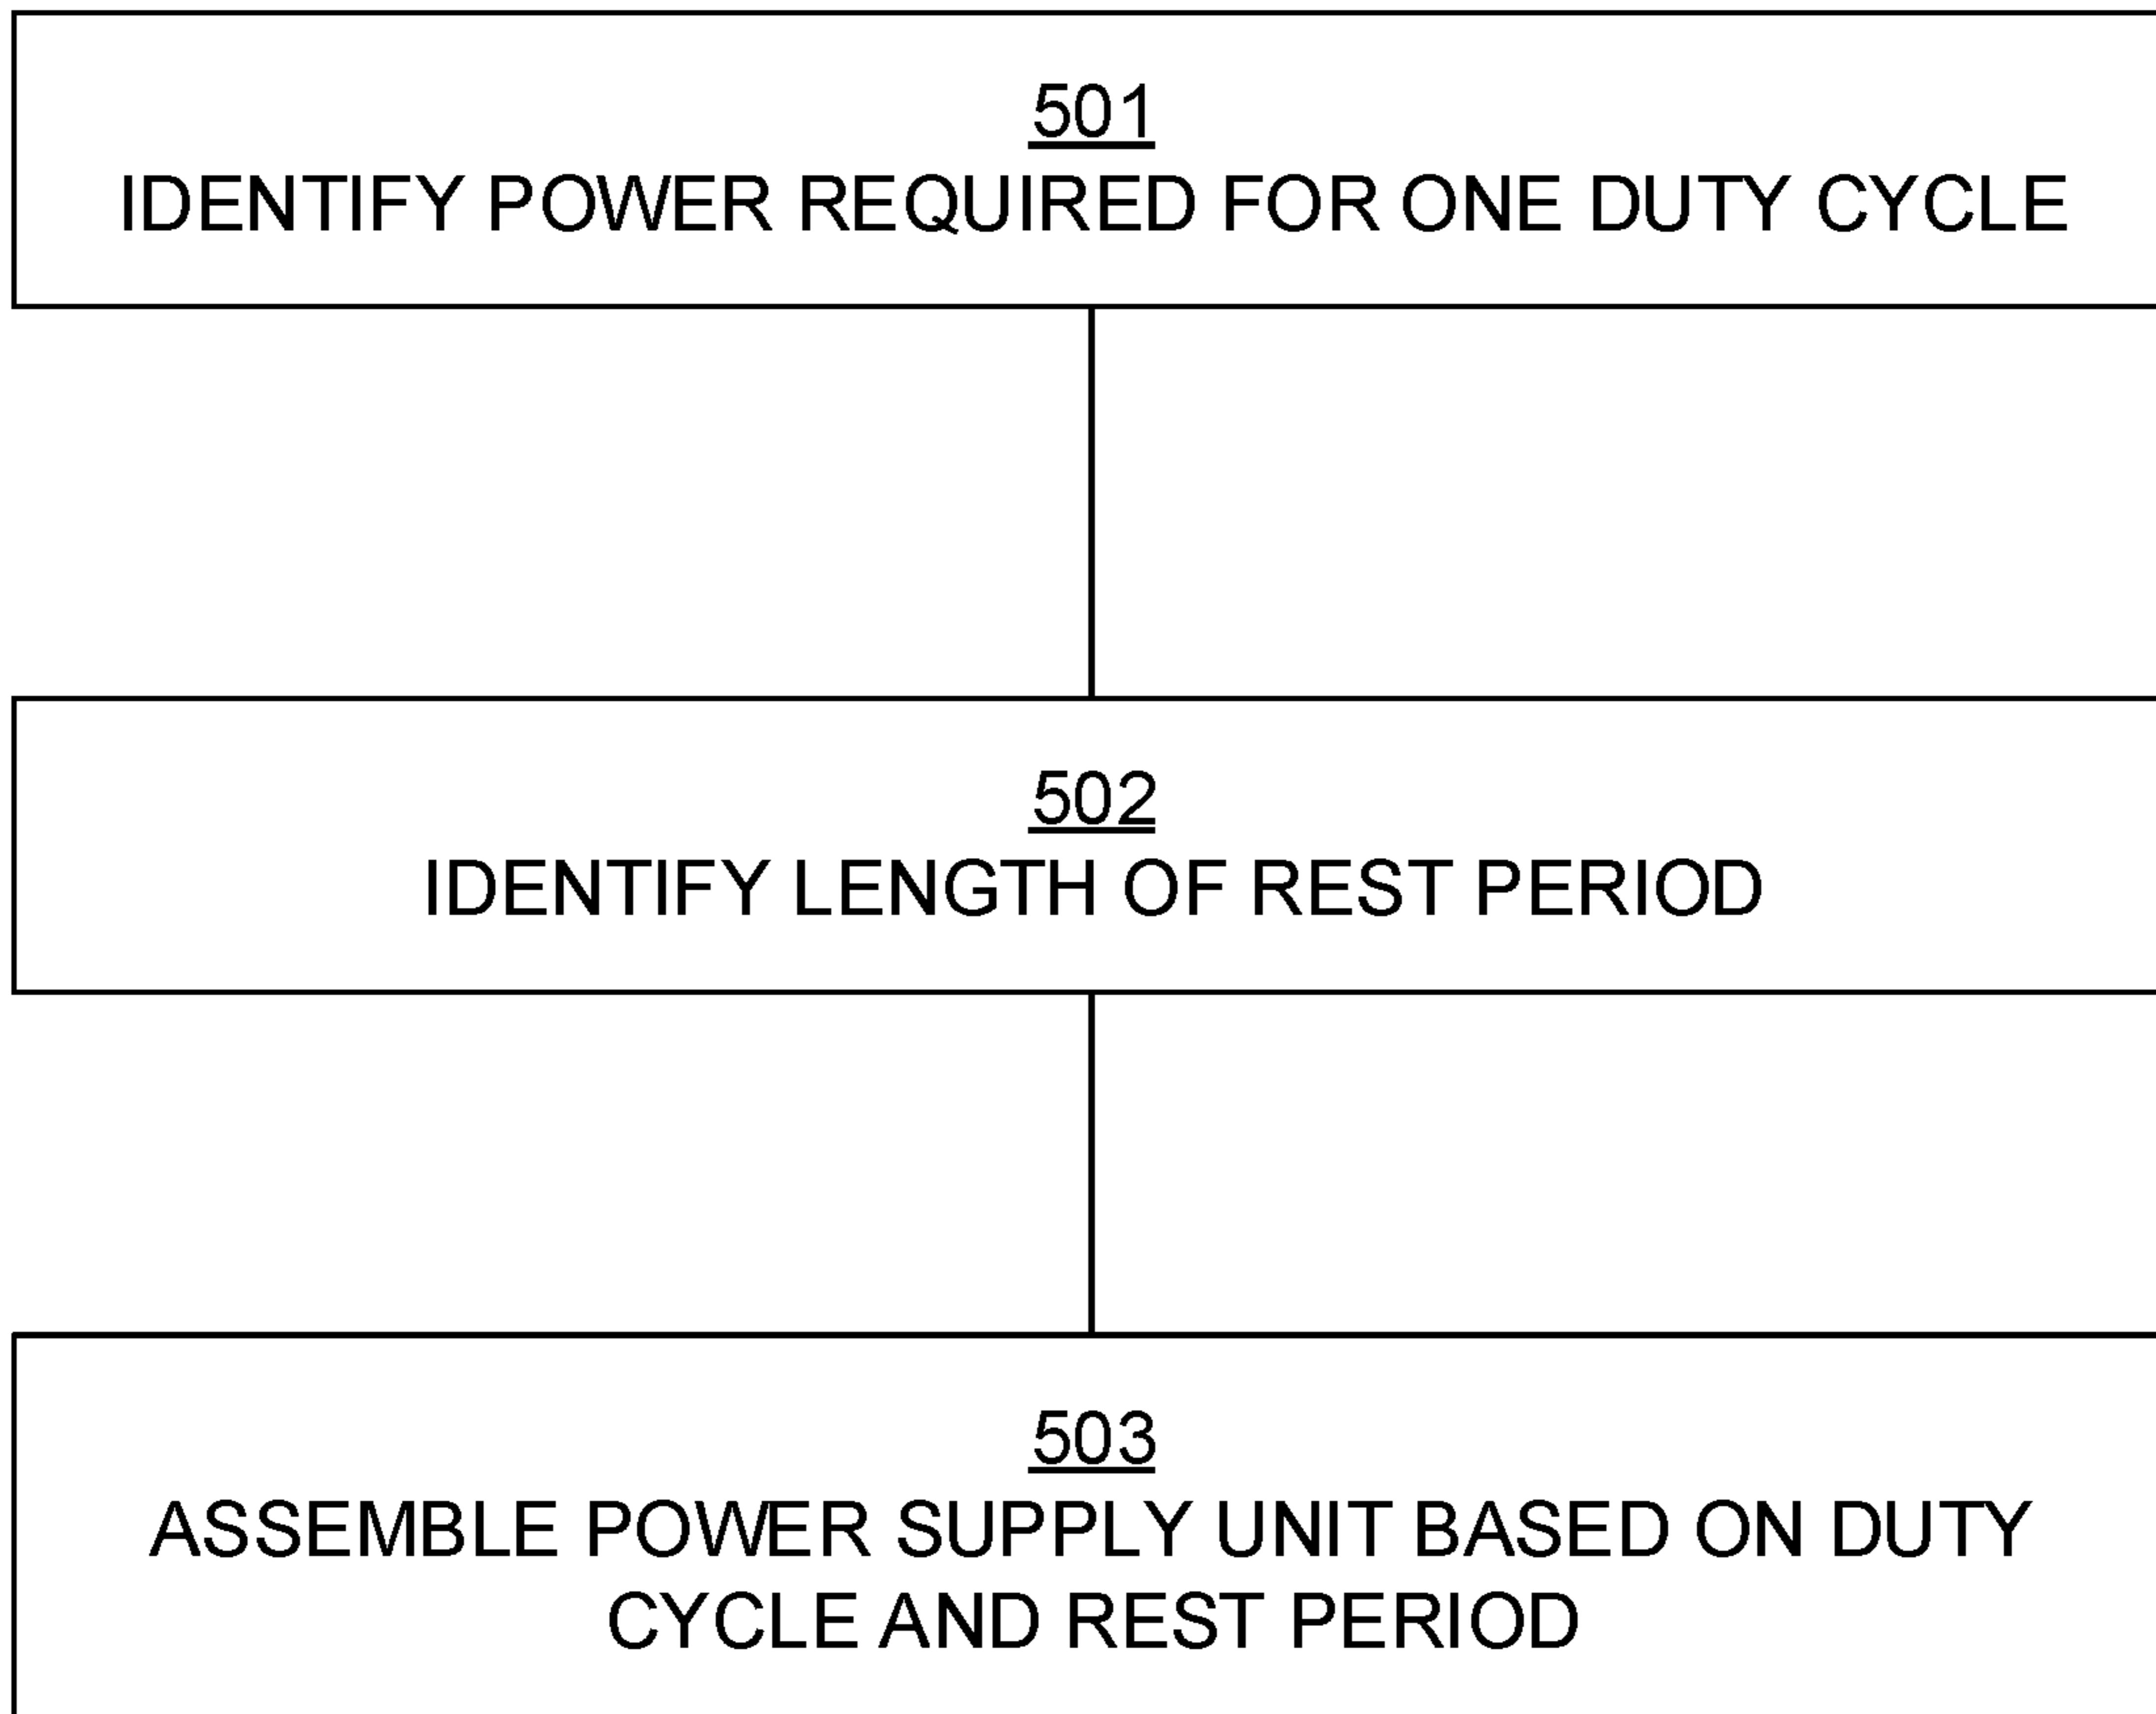 501
IDENTIFY POWER REQUIRED FOR ONE DUTY CYCLE
502
IDENTIFY LENGTH OF REST PERIOD
503
ASSEMBLE POWER SUPPLY UNIT BASED ON DUTY
CYCLE AND REST PERIOD